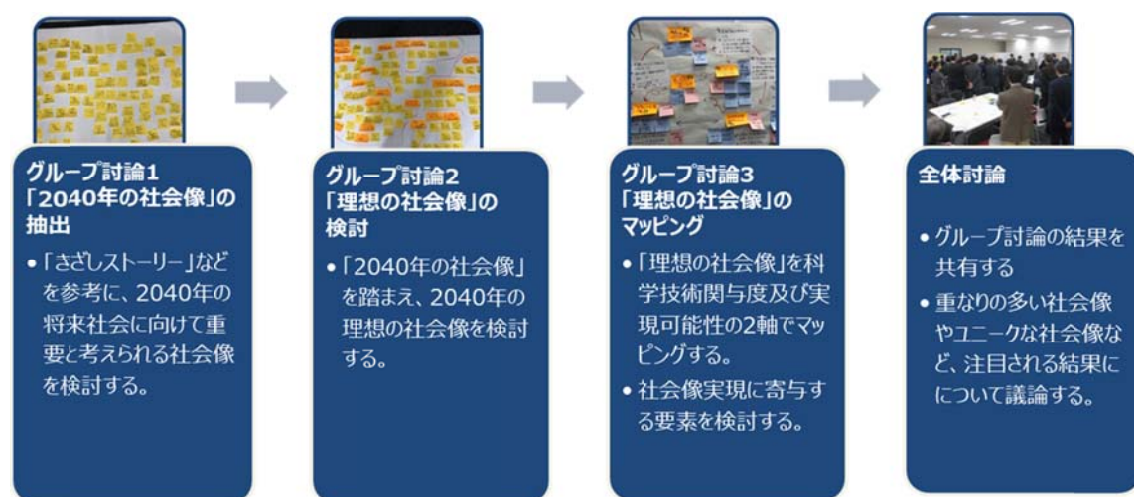 グループ討論1
「2040年の社会像」の
抽出
•「きざしストーリー」など
を参考に、2040年の
将来社会に向けて重
要と考えられる社会像
を検討する。
グループ討論2
「理想の社会像」の
検討
•「2040年の社会像」
を踏まえ、2040年の
理想の社会像を検討
する。
グループ討論3
「理想の社会像」の
マッピング
•「理想の社会像」を科
学技術関与度及び実
現可能性の2軸でマッ
ピングする。
•社会像実現に寄与す
る要素を検討する。
全体討論
•グループ討論の結果を
共有する
•重なりの多い社会像
やユニークな社会像な
ど、注目される結果に
について議論する。